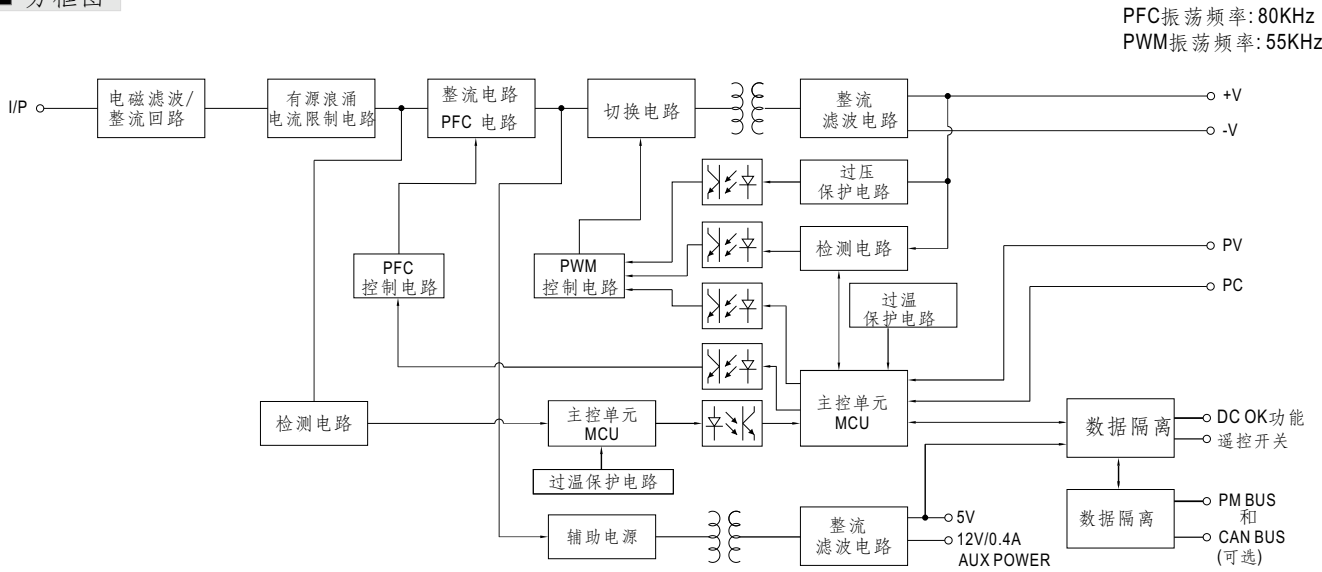 方框图
PFC振荡频率: 80KHz
PWM振荡频率: 55KHz
I/P
电磁滤波/
整流回路
有源浪涌
电流限制电路
整流电路
PFC 电路
切换电路
整流
滤波电路
+V
-V
过压
保护电路
检测电路
PFC
控制电路
PWM
控制电路
过温
保护电路
PV
PC
检测电路
主控单元
MCU
主控单元
MCU
数据隔离
DC OK功能
遥控开关
过温保护电路
数据隔离
PM BUS
和
CAN BUS
(可选)
辅助电源
整流
滤波电路
5V
12V/0.4A
AUX POWER